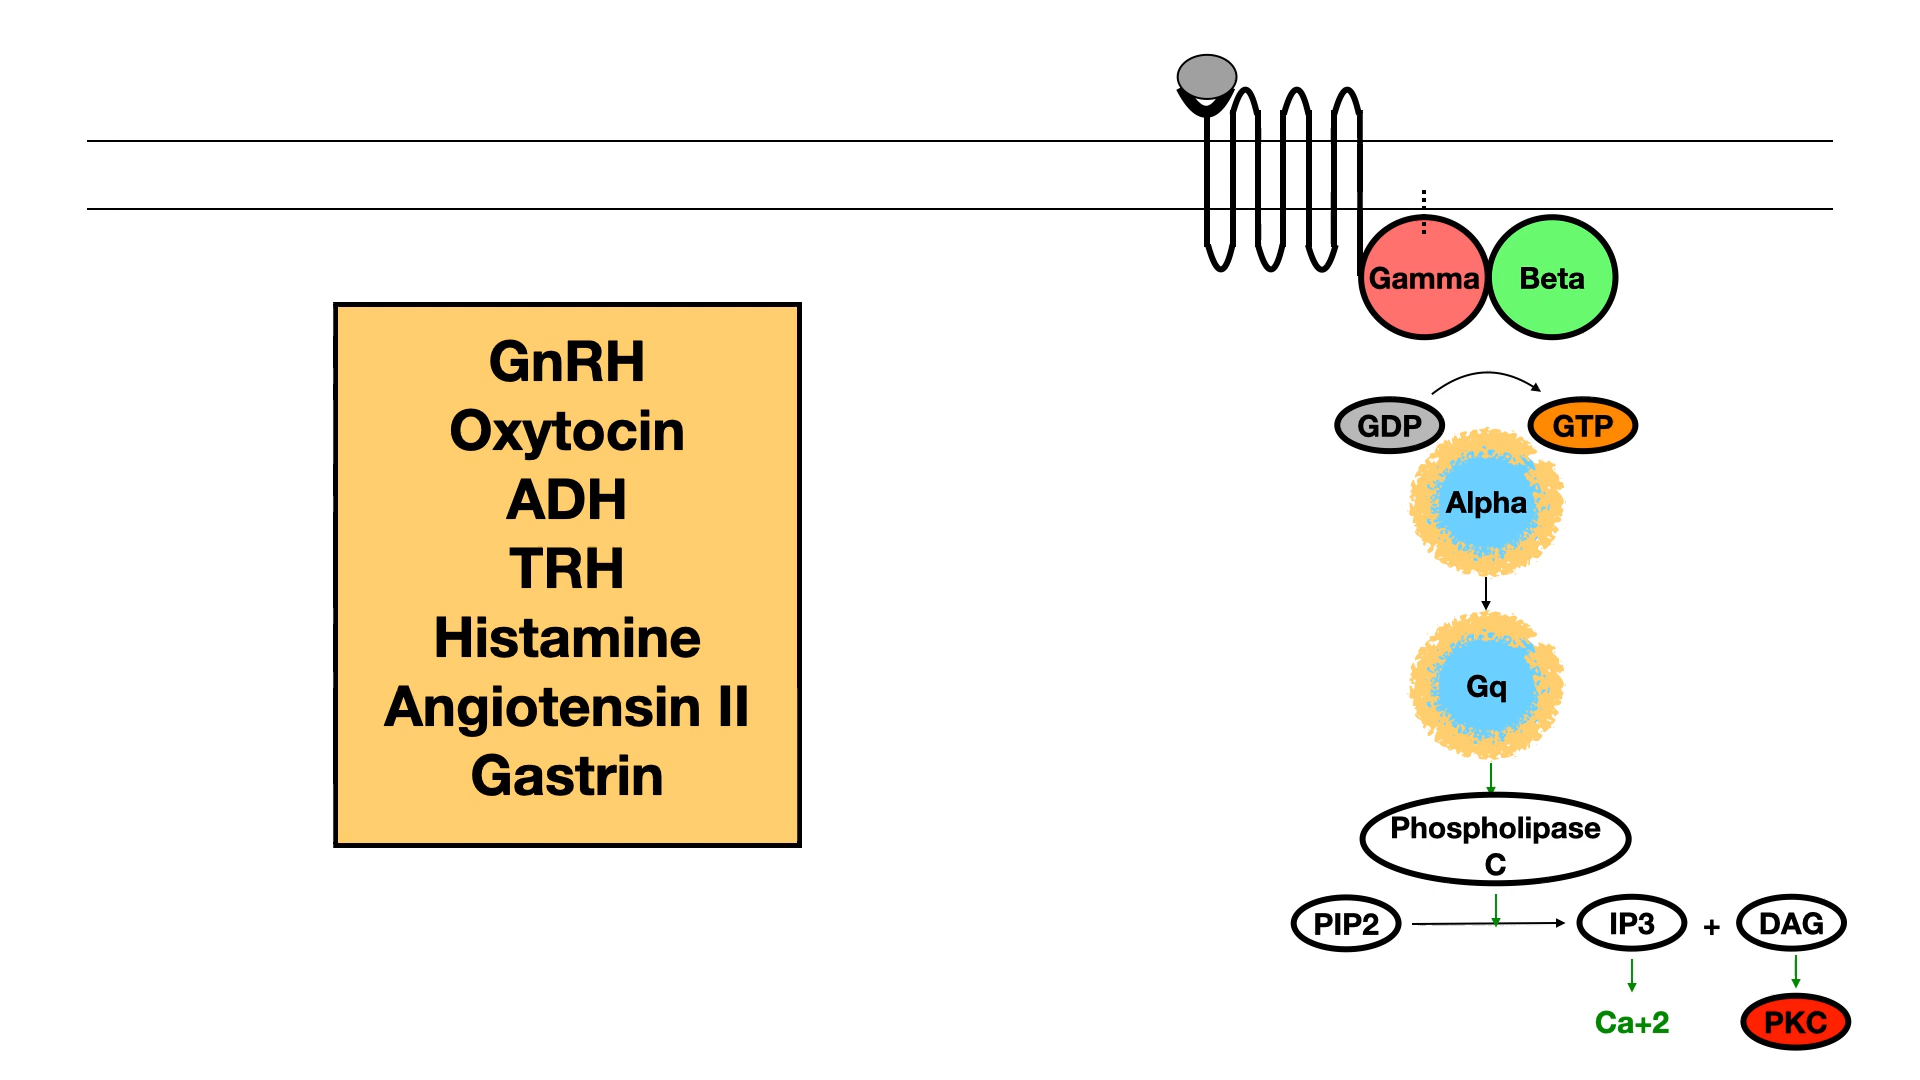 GnRH
Oxytocin
ADH
TRH
Histamine
Angiotensin II
Gastrin
Gamma
Beta
GDP
GTP
Alpha
Gq
Phospholipase
C
PIP2
IP3
+
DAG
Ca+2
PKC